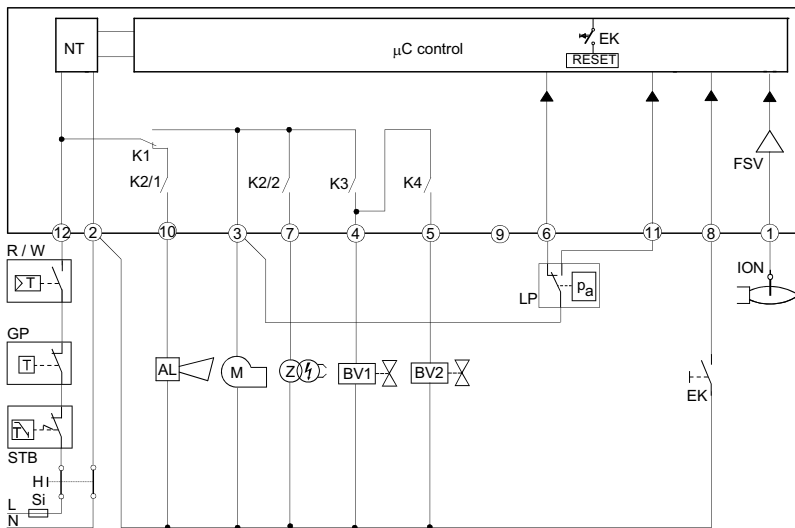 NT
μC control
EK
RESET
FSV
K1
K2/1
K2/2
K3
K4
12
2
10
3
7
4
5
9
6
11
8
1
R / W
T
LP
pa
ION
GP
T
AL
M
Z
BV1
BV2
EK
T
STB
H
Si
L
N